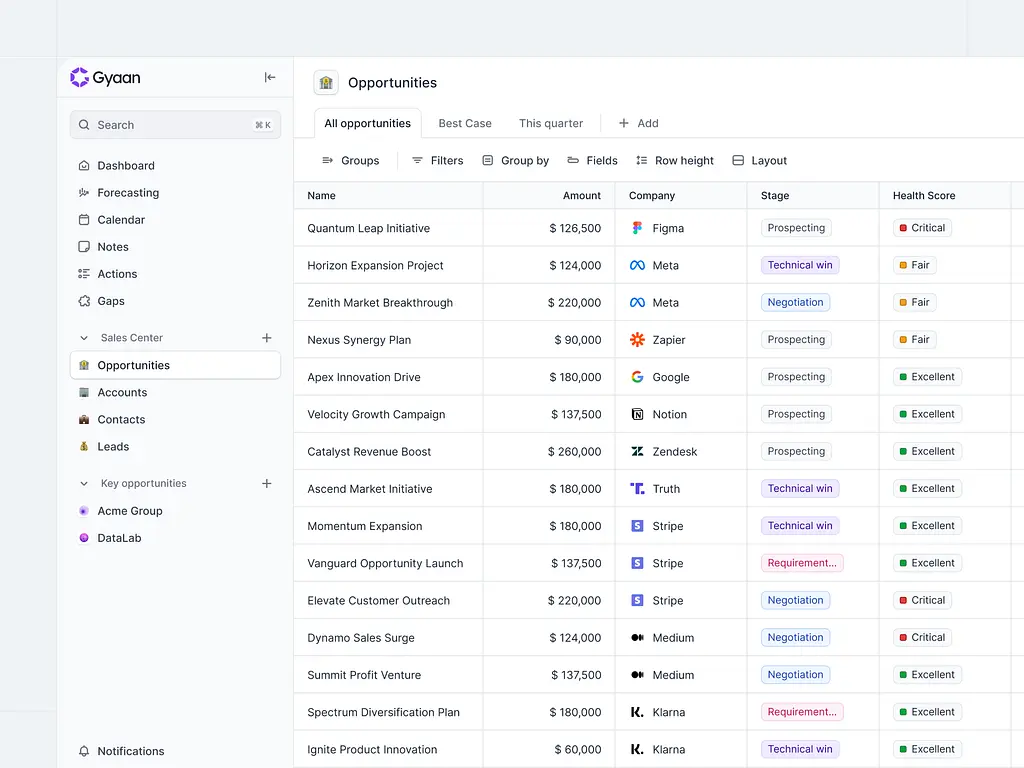 Gyaan
Search ⌘ K
Dashboard
Forecasting
Calendar
Notes
Actions
Gaps
Sales Center
Opportunities
Accounts
Contacts
Leads
Key opportunities
Acme Group
DataLab
Notifications
Opportunities
All opportunities Best Case This quarter + Add
Groups Filters Group by Fields Row height Layout
Name Amount Company Stage Health Score
Quantum Leap Initiative $ 126,500 Figma Prospecting Critical
Horizon Expansion Project $ 124,000 Meta Technical win Fair
Zenith Market Breakthrough $ 220,000 Meta Negotiation Fair
Nexus Synergy Plan $ 90,000 Zapier Prospecting Fair
Apex Innovation Drive $ 180,000 Google Prospecting Excellent
Velocity Growth Campaign $ 137,500 Notion Prospecting Excellent
Catalyst Revenue Boost $ 260,000 Zendesk Prospecting Excellent
Ascend Market Initiative $ 180,000 Truth Technical win Excellent
Momentum Expansion $ 180,000 Stripe Technical win Excellent
Vanguard Opportunity Launch $ 137,500 Stripe Requirement... Excellent
Elevate Customer Outreach $ 220,000 Stripe Negotiation Critical
Dynamo Sales Surge $ 124,000 Medium Negotiation Critical
Summit Profit Venture $ 137,500 Medium Negotiation Excellent
Spectrum Diversification Plan $ 180,000 Klarna Requirement... Excellent
Ignite Product Innovation $ 60,000 Klarna Technical win Excellent